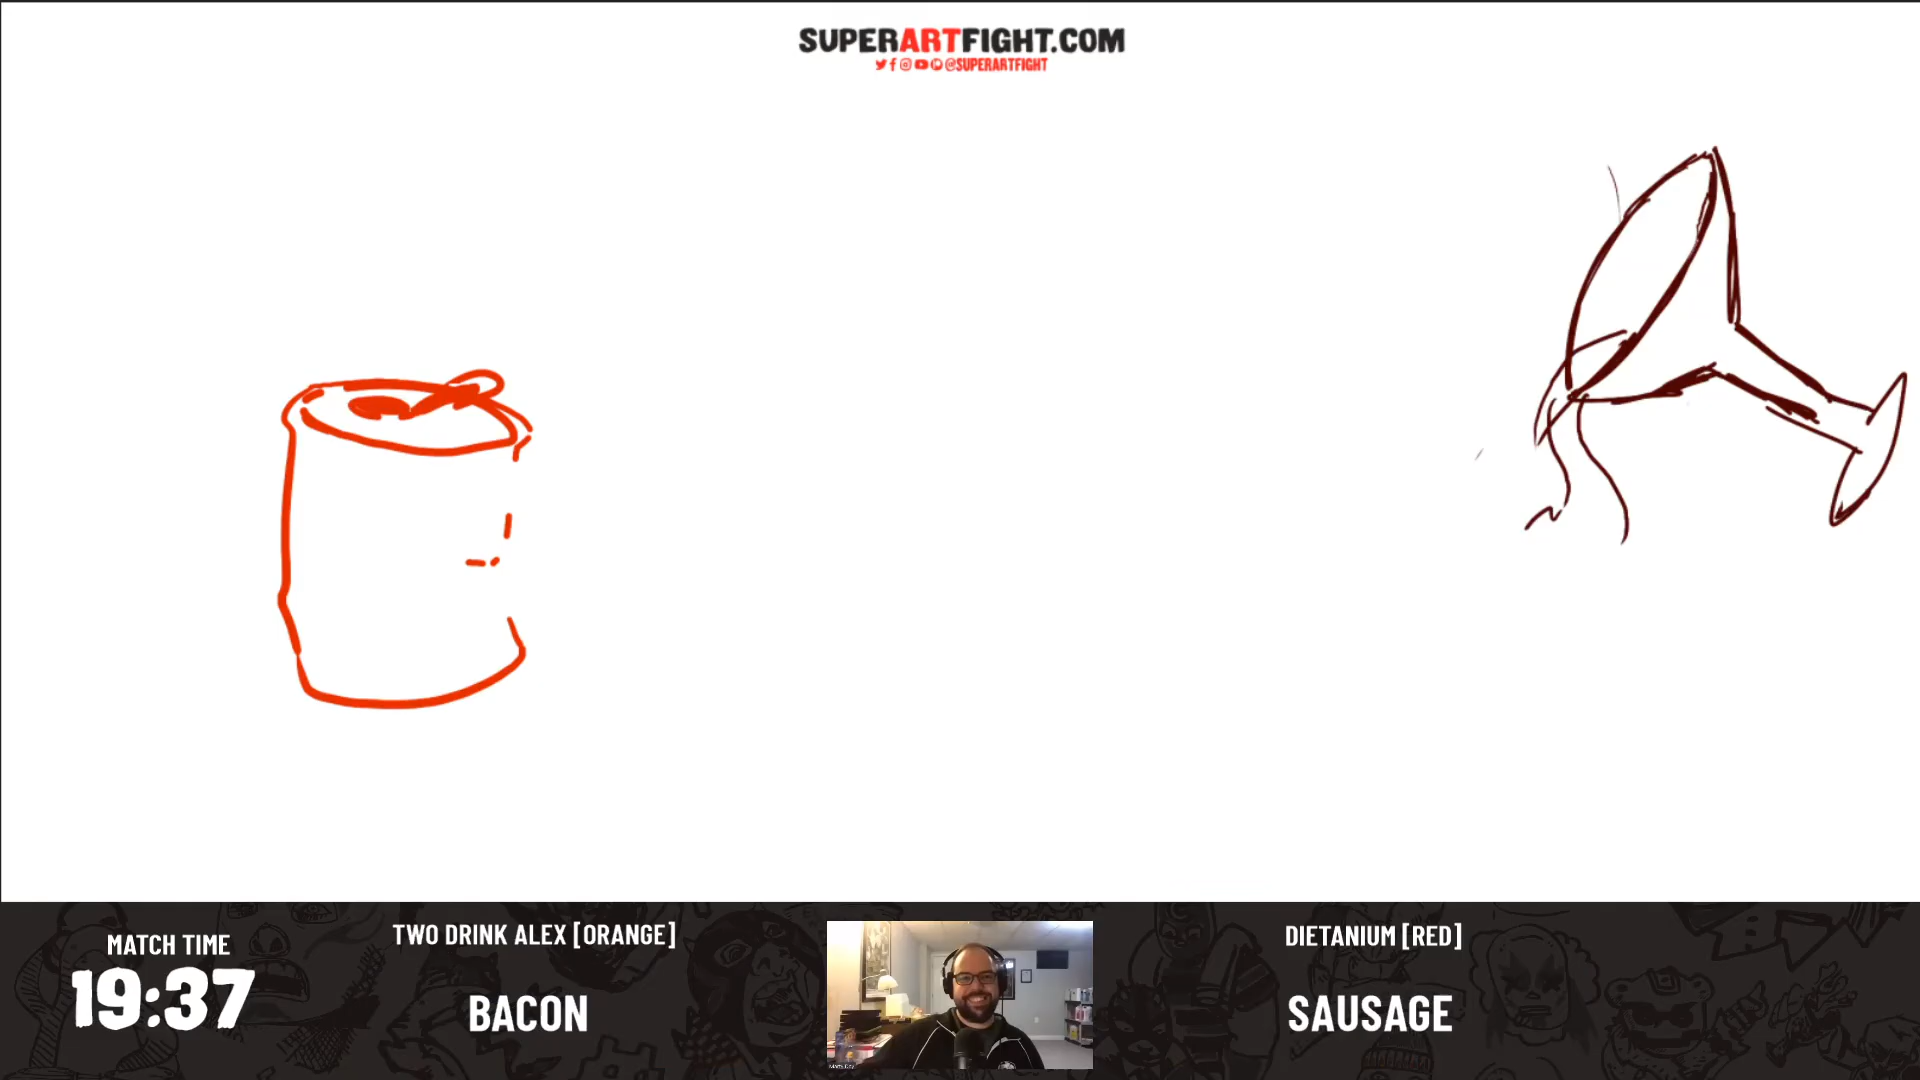 SUPERARTFIGHT.COM
@SUPERARTFIGHT
MATCH TIME
19:37
TWO DRINK ALEX [ORANGE]
BACON
DIETANIUM [RED]
SAUSAGE